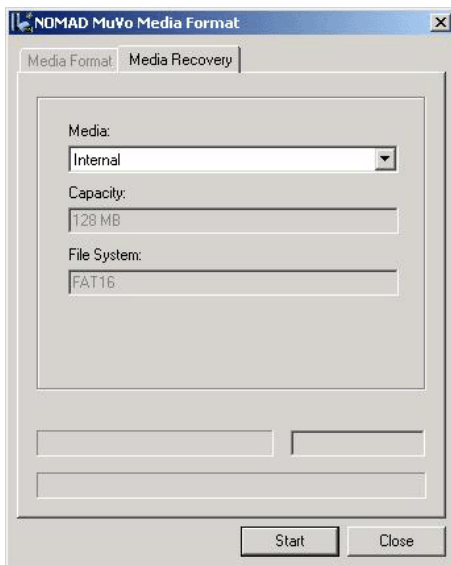 NOMAD MuVo Media Format
Media Format Media Recovery
Media:
Internal
Capacity:
128 MB
File System:
FAT16
Start Close